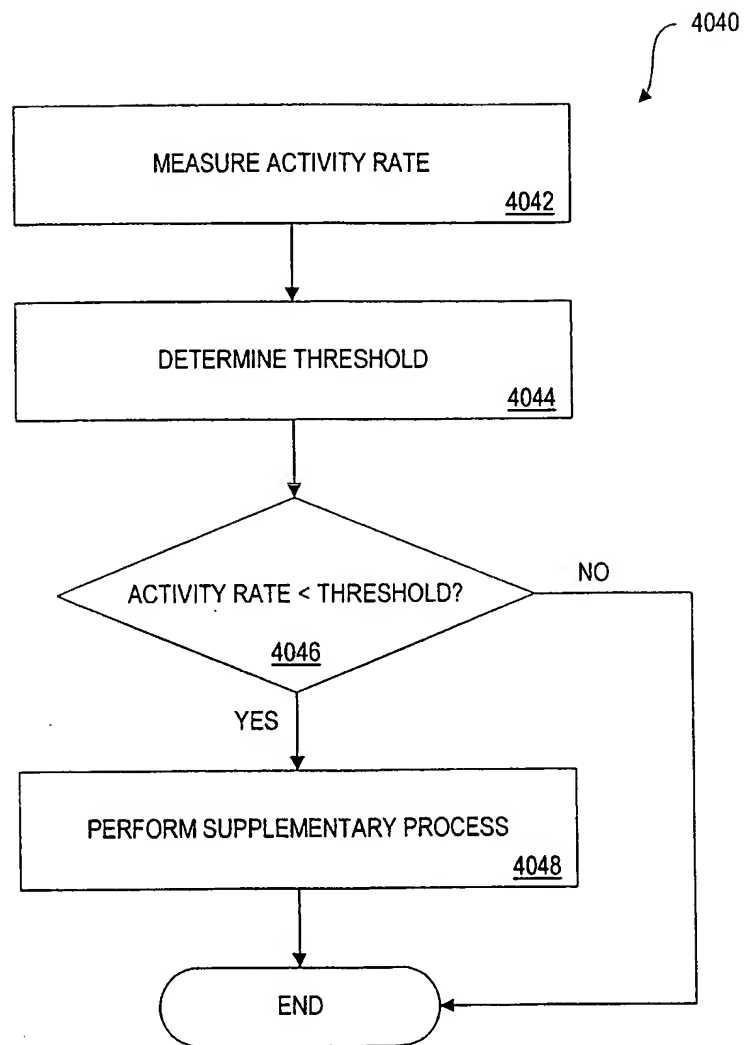 4040
MEASURE ACTIVITY RATE
4042
DETERMINE THRESHOLD
4044
ACTIVITY RATE < THRESHOLD?
4046
NO
YES
PERFORM SUPPLEMENTARY PROCESS
4048
END